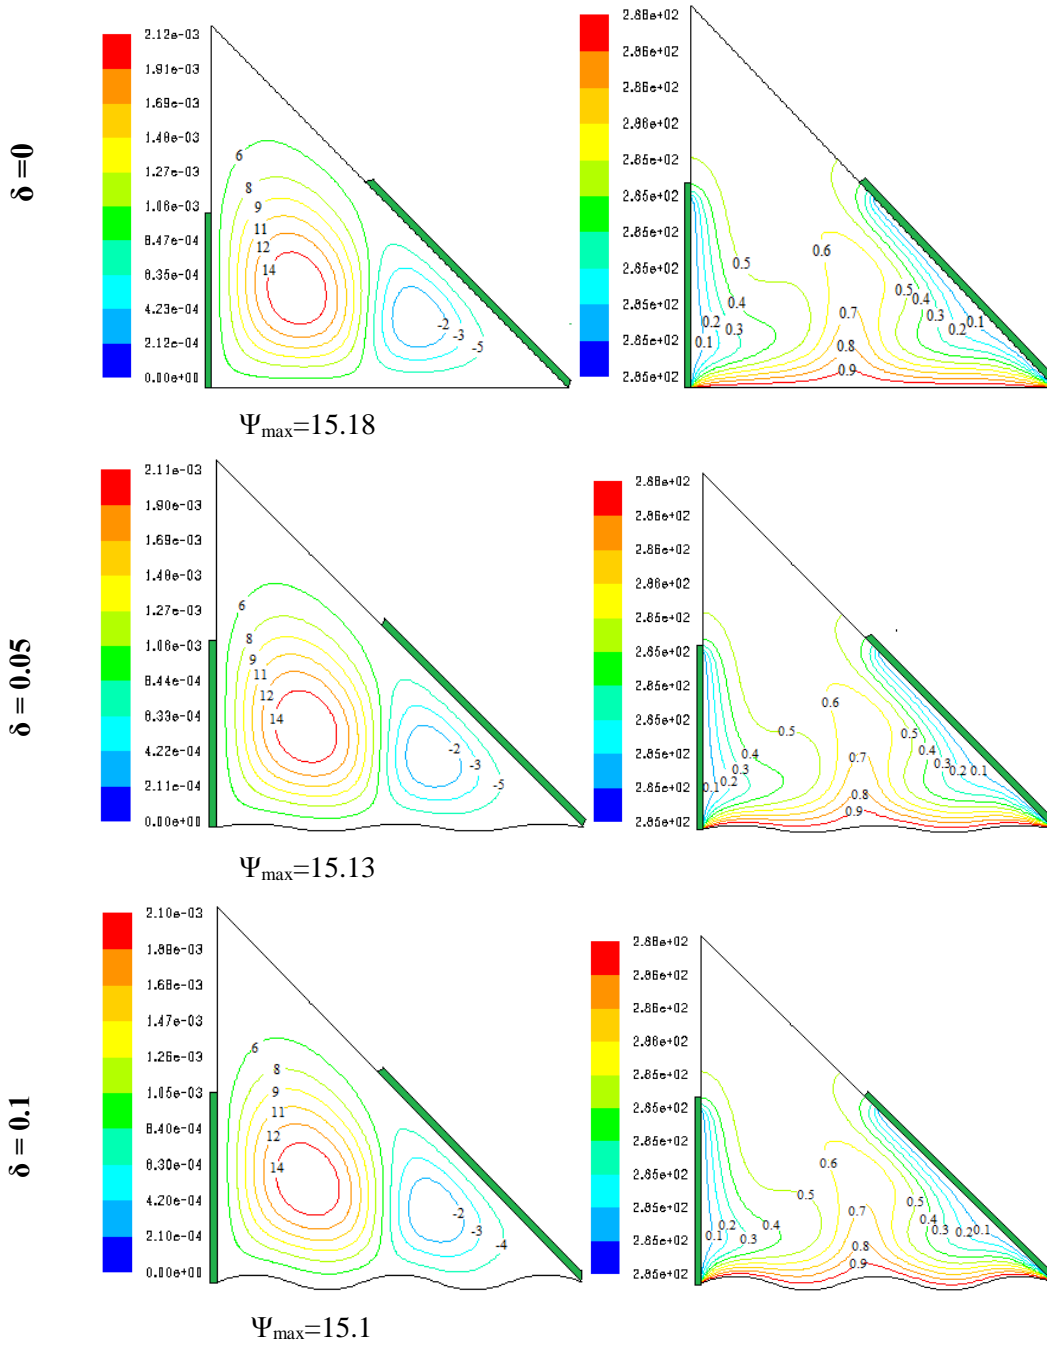 δ =0
2.12e-03
1.91e-03
1.69e-03
1.48e-03
1.27e-03
1.06e-03
8.47e-04
6.35e-04
4.23e-04
2.12e-04
0.00e+00
6
8
9
11
12
14
-2
-3
-5
2.86e+02
2.86e+02
2.86e+02
2.86e+02
2.85e+02
2.85e+02
2.85e+02
2.85e+02
2.85e+02
2.85e+02
2.85e+02
0.6
0.5
0.5
0.4
0.4
0.3
0.2
0.1
0.7
0.2
0.3
0.1
0.8
0.9
Ψmax=15.18
δ = 0.05
2.11e-03
1.90e-03
1.69e-03
1.48e-03
1.27e-03
1.06e-03
8.44e-04
6.33e-04
4.22e-04
2.11e-04
0.00e+00
6
8
9
11
12
14
-2
-3
-5
2.86e+02
2.86e+02
2.86e+02
2.86e+02
2.85e+02
2.85e+02
2.85e+02
2.85e+02
2.85e+02
2.85e+02
2.85e+02
0.6
0.5
0.5
0.4
0.7
0.4
0.3
0.3
0.2
0.1
0.1
0.2
0.8
0.9
Ψmax=15.13
δ = 0.1
2.10e-03
1.89e-03
1.68e-03
1.47e-03
1.26e-03
1.05e-03
8.40e-04
6.30e-04
4.20e-04
2.10e-04
0.00e+00
6
8
9
11
12
14
-2
-3
-4
2.86e+02
2.86e+02
2.86e+02
2.86e+02
2.85e+02
2.85e+02
2.85e+02
2.85e+02
2.85e+02
2.85e+02
2.85e+02
0.6
0.5
0.5
0.7
0.4
0.2
0.4
0.3
0.2
0.1
0.1
0.3
0.8
0.9
Ψmax=15.1